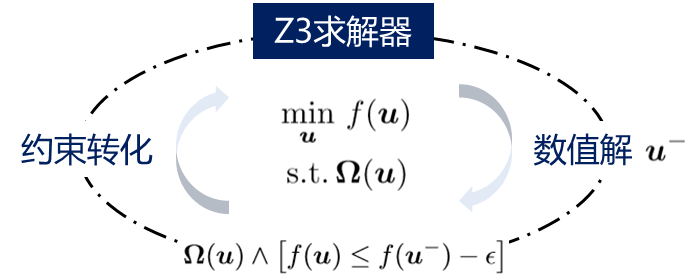 Z3求解器
min f(u)
u
约束转化
数值解 u⁻
s.t. Ω(u)
Ω(u) ∧ [f(u) ≤ f(u⁻) − ϵ]